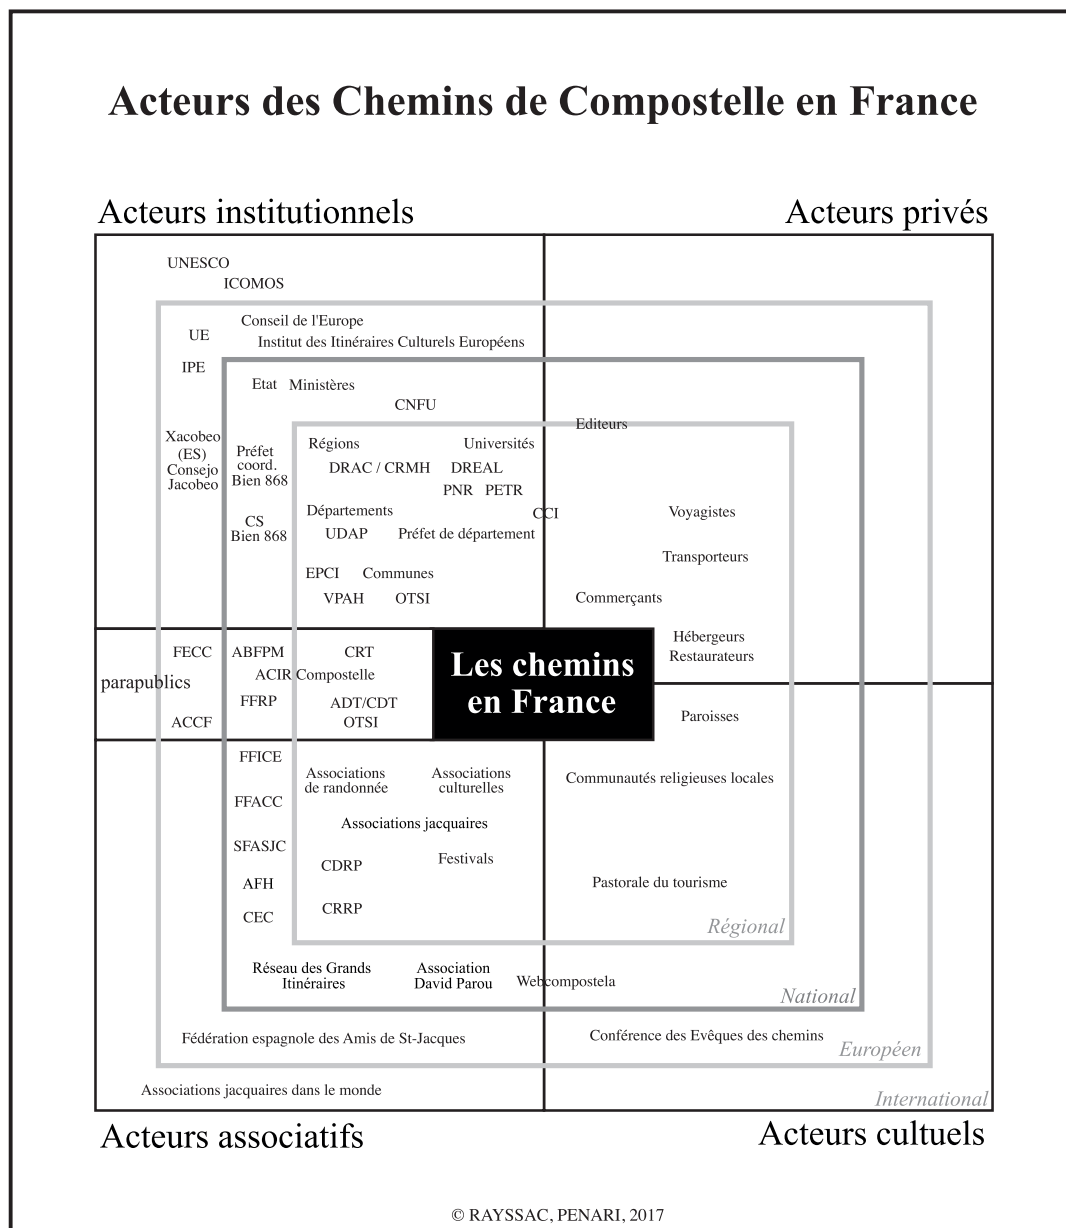 Acteurs des Chemins de Compostelle en France
Acteurs institutionnels
Acteurs privés
UNESCO
ICOMOS
Conseil de l'Europe
UE
Institut des Itinéraires Culturels Européens
IPE
Etat Ministères
CNFU
Editeurs
Xacobeo
(ES)
Consejo
Jacobeo
Préfet
coord.
Bien 868
CS
Bien 868
Régions
Universités
DRAC / CRMH
DREAL
PNR
PETR
Départements
CCI
UDAP
Préfet de département
EPCI
Communes
VPAH
OTSI
Voyagistes
Transporteurs
Commerçants
Hébergeurs
Restaurateurs
parapublics
FECC
ACCF
ABFPM
CRT
ACIR Compostelle
FFRP
ADT/CDT
OTSI
Les chemins
en France
Paroisses
FFICE
FFACC
SFASJC
AFH
CEC
Associations
de randonnée
Associations
culturelles
Associations jacquaires
CDRP
Festivals
CRRP
Communautés religieuses locales
Pastorale du tourisme
Régional
Réseau des Grands
Itinéraires
Association
David Parou
Webcompostela
National
Fédération espagnole des Amis de St-Jacques
Conférence des Evêques des chemins
Européen
Associations jacquaires dans le monde
International
Acteurs associatifs
Acteurs cultuels
© RAYSSAC, PENARI, 2017